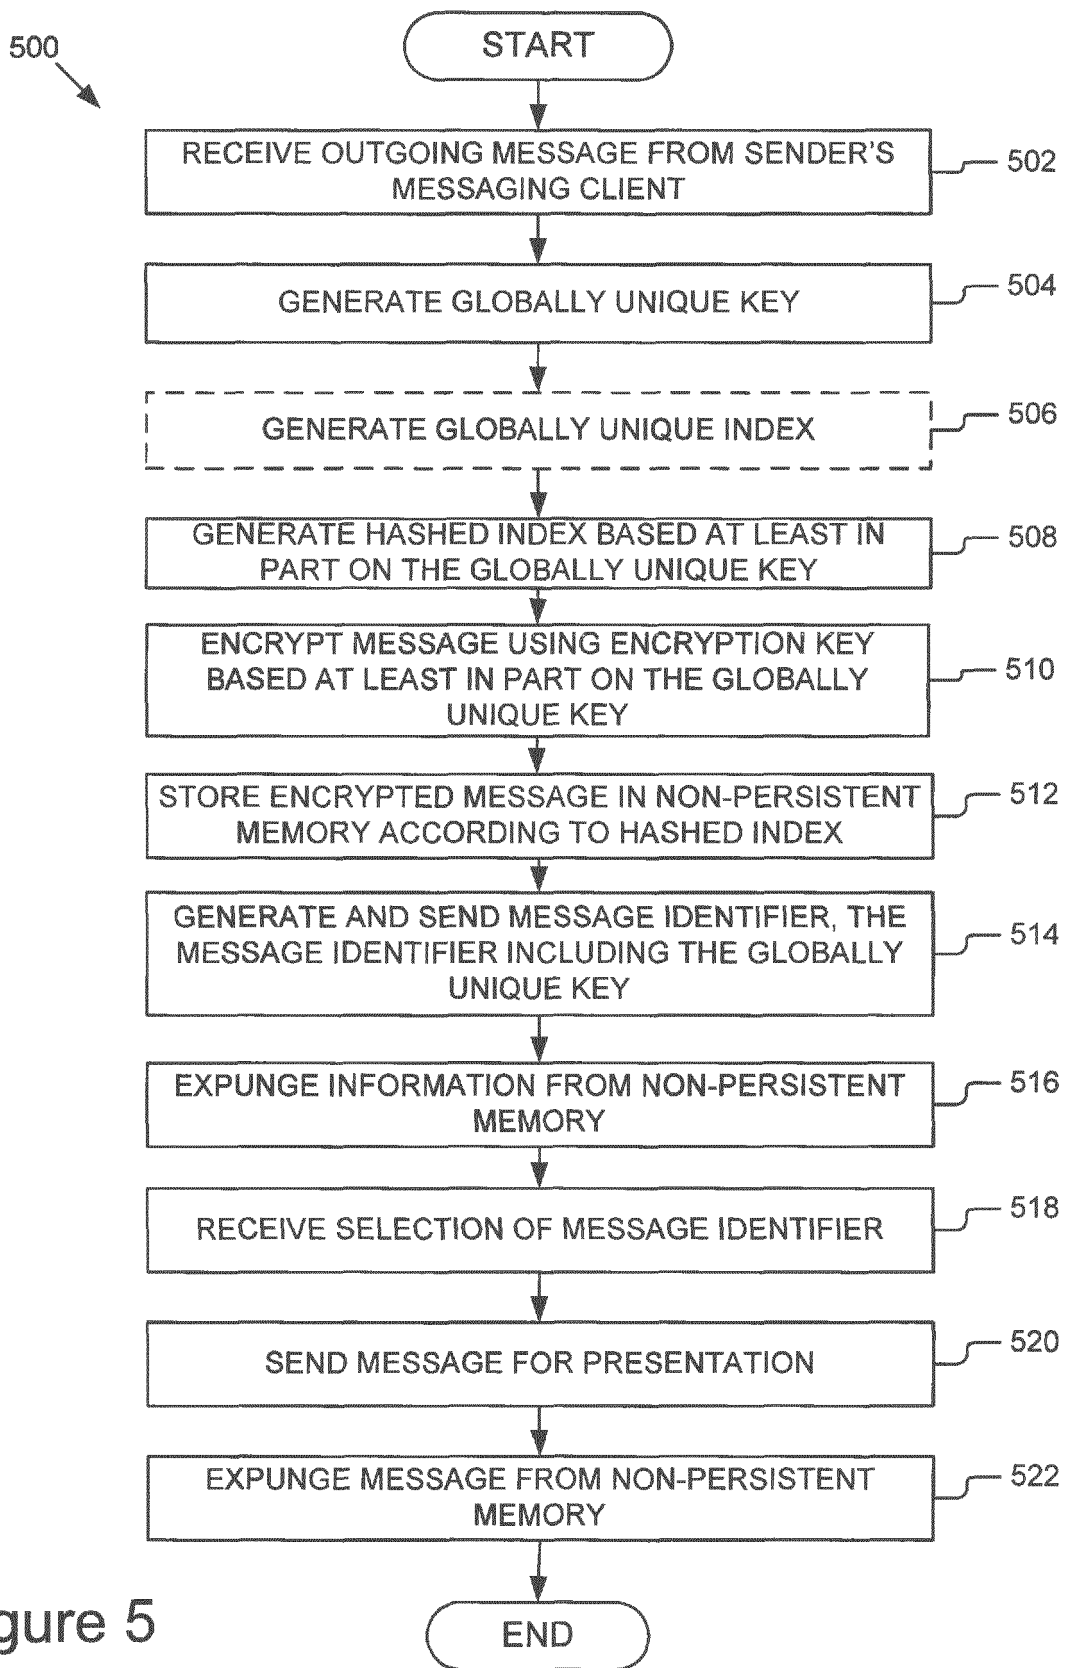 500
START
RECEIVE OUTGOING MESSAGE FROM SENDER'S
MESSAGING CLIENT
502
GENERATE GLOBALLY UNIQUE KEY
504
GENERATE GLOBALLY UNIQUE INDEX
506
GENERATE HASHED INDEX BASED AT LEAST IN
PART ON THE GLOBALLY UNIQUE KEY
508
ENCRYPT MESSAGE USING ENCRYPTION KEY
BASED AT LEAST IN PART ON THE GLOBALLY
UNIQUE KEY
510
STORE ENCRYPTED MESSAGE IN NON-PERSISTENT
MEMORY ACCORDING TO HASHED INDEX
512
GENERATE AND SEND MESSAGE IDENTIFIER, THE
MESSAGE IDENTIFIER INCLUDING THE GLOBALLY
UNIQUE KEY
514
EXPUNGE INFORMATION FROM NON-PERSISTENT
MEMORY
516
RECEIVE SELECTION OF MESSAGE IDENTIFIER
518
SEND MESSAGE FOR PRESENTATION
520
EXPUNGE MESSAGE FROM NON-PERSISTENT
MEMORY
522
END
gure 5